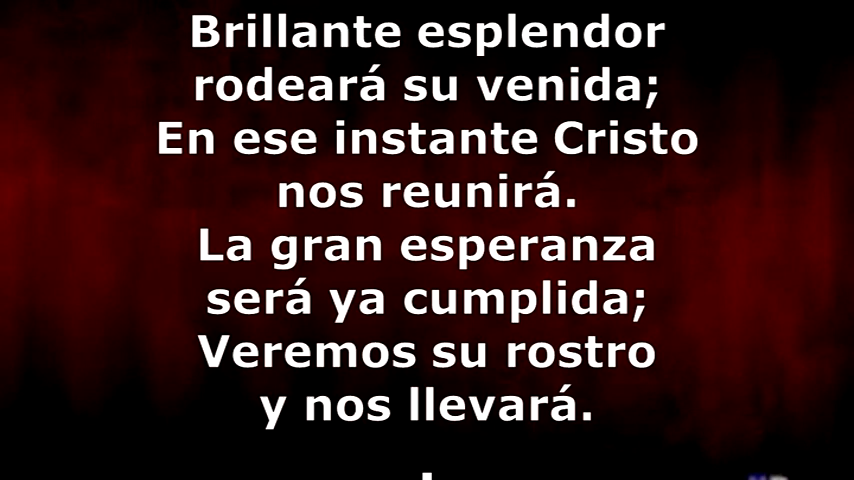 Brillante esplendor
rodeará su venida;
En ese instante Cristo
nos reunirá.
La gran esperanza
será ya cumplida;
Veremos su rostro
y nos llevará.